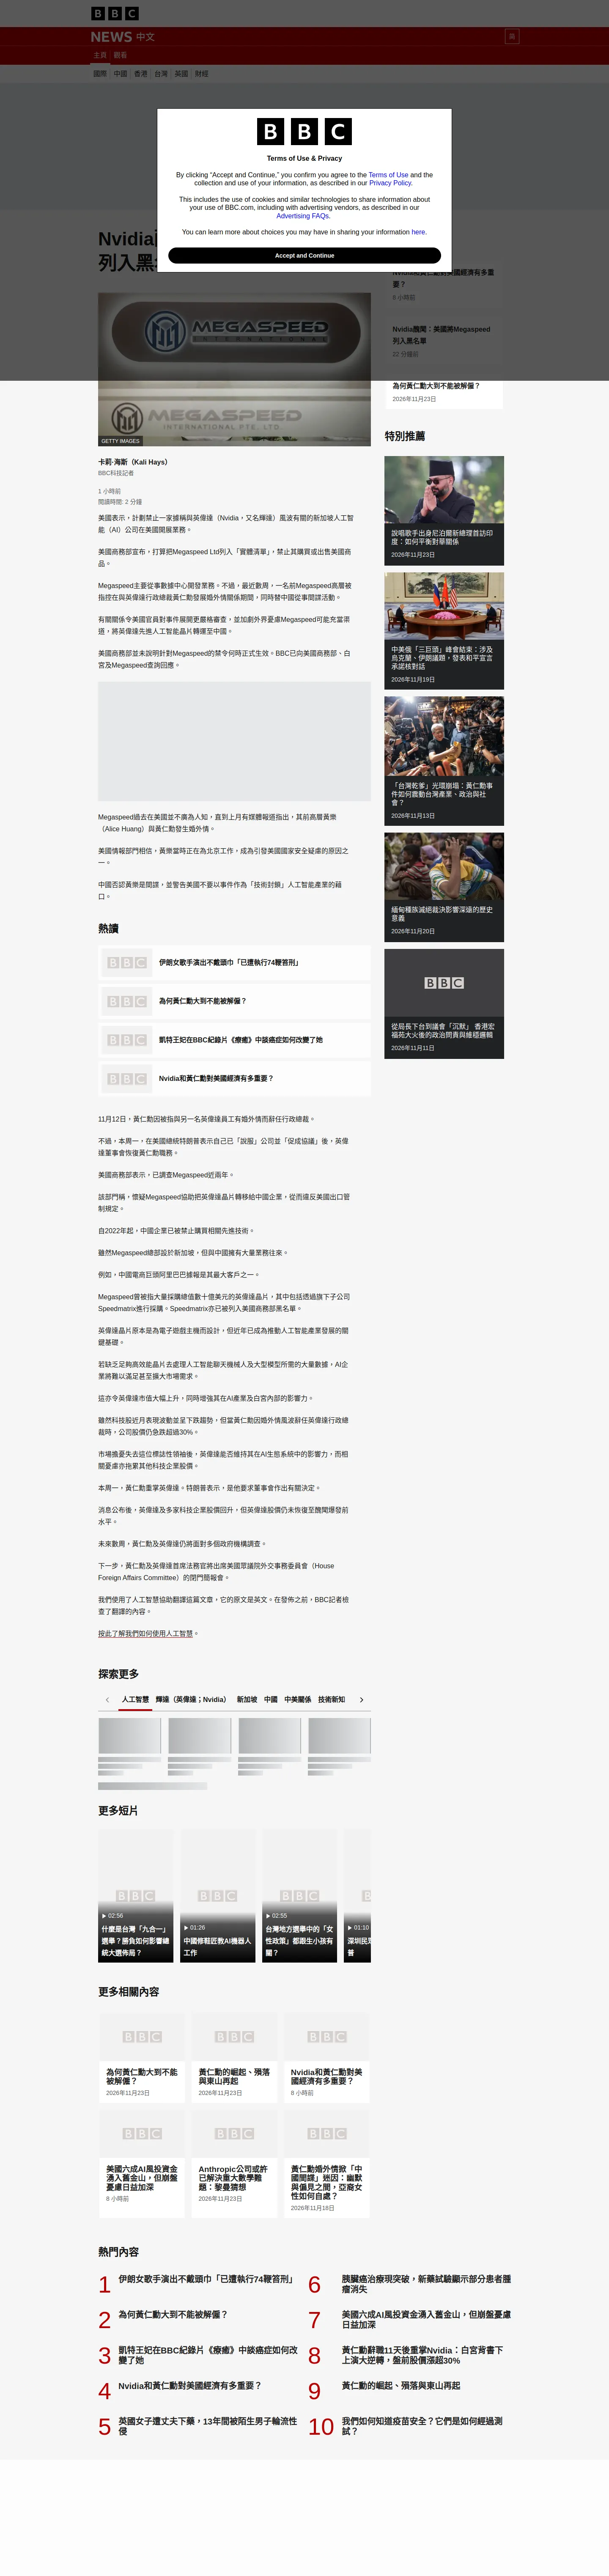 BBC
NEWS 中文
简
主頁
觀看
國際
中國
香港
台灣
英國
財經
BBC
Terms of Use & Privacy
By clicking “Accept and Continue,” you confirm you agree to the Terms of Use and the
collection and use of your information, as described in our Privacy Policy.
This includes the use of cookies and similar technologies to share information about
your use of BBC.com, including with advertising vendors, as described in our
Advertising FAQs.
You can learn more about choices you may have in sharing your information here.
Accept and Continue
Nvidia
列入黑
MEGASPEED
INTERNATIONAL
MEGASPEED
INTERNATIONAL PTE. LTD
GETTY IMAGES
卡莉·海斯（Kali Hays）
BBC科技記者
1 小時前
閱讀時間: 2 分鐘
美國表示，計劃禁止一家據稱與英偉達（Nvidia，又名輝達）風波有關的新加坡人工智
能（AI）公司在美國開展業務。
美國商務部宣布，打算把Megaspeed Ltd列入「實體清單」，禁止其購買或出售美國商
品。
Megaspeed主要從事數據中心開發業務。不過，最近數周，一名前Megaspeed高層被
指控在與英偉達行政總裁黃仁勳發展婚外情關係期間，同時替中國從事間諜活動。
有關關係令美國官員對事件展開更嚴格審查，並加劇外界憂慮Megaspeed可能充當渠
道，將英偉達先進人工智能晶片轉運至中國。
美國商務部並未說明針對Megaspeed的禁令何時正式生效。BBC已向美國商務部、白
宮及Megaspeed查詢回應。
Megaspeed過去在美國並不廣為人知，直到上月有媒體報道指出，其前高層黃樂
（Alice Huang）與黃仁勳發生婚外情。
美國情報部門相信，黃樂當時正在為北京工作，成為引發美國國家安全疑慮的原因之
一。
中國否認黃樂是間諜，並警告美國不要以事件作為「技術封鎖」人工智能產業的藉
口。
熱讀
伊朗女歌手演出不戴頭巾「已遭執行74鞭笞刑」
為何黃仁勳大到不能被解僱？
凱特王妃在BBC紀錄片《療癒》中談癌症如何改變了她
Nvidia和黃仁勳對美國經濟有多重要？
11月12日，黃仁勳因被指與另一名英偉達員工有婚外情而辭任行政總裁。
不過，本周一，在美國總統特朗普表示自己已「說服」公司並「促成協議」後，英偉
達董事會恢復黃仁勳職務。
美國商務部表示，已調查Megaspeed近兩年。
該部門稱，懷疑Megaspeed協助把英偉達晶片轉移給中國企業，從而違反美國出口管
制規定。
自2022年起，中國企業已被禁止購買相關先進技術。
雖然Megaspeed總部設於新加坡，但與中國擁有大量業務往來。
例如，中國電商巨頭阿里巴巴據報是其最大客戶之一。
Megaspeed曾被指大量採購總值數十億美元的英偉達晶片，其中包括透過旗下子公司
Speedmatrix進行採購。Speedmatrix亦已被列入美國商務部黑名單。
英偉達晶片原本是為電子遊戲主機而設計，但近年已成為推動人工智能產業發展的關
鍵基礎。
若缺乏足夠高效能晶片去處理人工智能聊天機械人及大型模型所需的大量數據，AI企
業將難以滿足甚至擴大市場需求。
這亦令英偉達市值大幅上升，同時增強其在AI產業及白宮內部的影響力。
雖然科技股近月表現波動並呈下跌趨勢，但當黃仁勳因婚外情風波辭任英偉達行政總
裁時，公司股價仍急跌超過30%。
市場擔憂失去這位標誌性領袖後，英偉達能否維持其在AI生態系統中的影響力，而相
關憂慮亦拖累其他科技企業股價。
本周一，黃仁勳重掌英偉達。特朗普表示，是他要求董事會作出有關決定。
消息公布後，英偉達及多家科技企業股價回升，但英偉達股價仍未恢復至醜聞爆發前
水平。
未來數周，黃仁勳及英偉達仍將面對多個政府機構調查。
下一步，黃仁勳及英偉達首席法務官將出席美國眾議院外交事務委員會（House
Foreign Affairs Committee）的閉門簡報會。
我們使用了人工智慧協助翻譯這篇文章，它的原文是英文。在發佈之前，BBC記者檢
查了翻譯的內容。
按此了解我們如何使用人工智慧。
探索更多
人工智慧
輝達（英偉達；Nvidia）
新加坡
中國
中美關係
技術新知
更多短片
02:56
什麼是台灣「九合一」
選舉？勝負如何影響總
統大選佈局？
01:26
中國修鞋匠教AI機器人
工作
02:55
台灣地方選舉中的「女
性政策」都跟生小孩有
關？
01:10
深圳民眾
普
更多相關內容
為何黃仁勳大到不能
被解僱？
2026年11月23日
黃仁勳的崛起、殞落
與東山再起
2026年11月23日
Nvidia和黃仁勳對美
國經濟有多重要？
8 小時前
美國六成AI風投資金
湧入舊金山，但崩盤
憂慮日益加深
8 小時前
Anthropic公司或許
已解決重大數學難
題：黎曼猜想
2026年11月23日
黃仁勳婚外情掀「中
國間諜」迷因：幽默
與偏見之間，亞裔女
性如何自處？
2026年11月18日
熱門內容
1 伊朗女歌手演出不戴頭巾「已遭執行74鞭笞刑」
2 為何黃仁勳大到不能被解僱？
3 凱特王妃在BBC紀錄片《療癒》中談癌症如何改
變了她
4 Nvidia和黃仁勳對美國經濟有多重要？
5 英國女子遭丈夫下藥，13年間被陌生男子輪流性
侵
6 胰臟癌治療現突破，新藥試驗顯示部分患者腫
瘤消失
7 美國六成AI風投資金湧入舊金山，但崩盤憂慮
日益加深
8 黃仁勳辭職11天後重掌Nvidia：白宮背書下
上演大逆轉，盤前股價漲超30%
9 黃仁勳的崛起、殞落與東山再起
10 我們如何知道疫苗安全？它們是如何經過測
試？
Nvidia和黃仁勳對美國經濟有多重
要？
8 小時前
Nvidia醜聞：美國將Megaspeed
列入黑名單
37 分鐘前
為何黃仁勳大到不能被解僱？
2026年11月23日
特別推薦
說唱歌手出身尼泊爾新總理首訪印
度：如何平衡對華關係
2026年11月23日
中美俄「三巨頭」峰會結束：涉及
烏克蘭、伊朗議題，發表和平宣言
承諾核對話
2026年11月19日
「台灣乾爹」光環崩塌：黃仁勳事
件如何震動台灣產業、政治與社
會？
2026年11月13日
緬甸種族滅絕裁決影響深遠的歷史
意義
2026年11月20日
BBC
從局長下台到議會「沉默」 香港宏
福苑大火後的政治問責與維穩邏輯
2026年11月11日